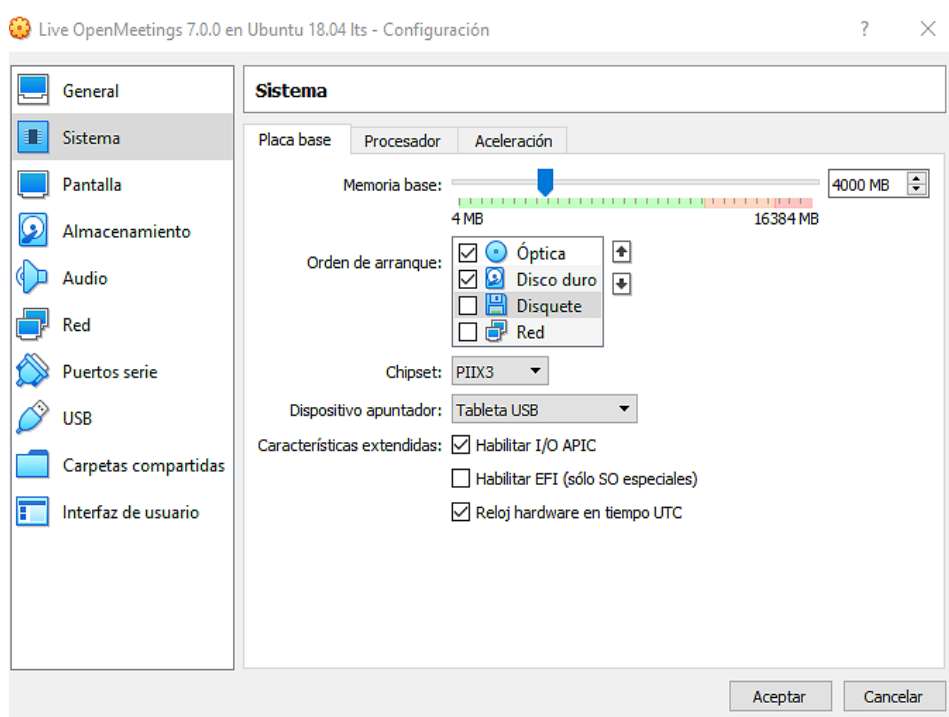 Live OpenMeetings 7.0.0 en Ubuntu 18.04 lts - Configuración ?
General
Sistema
Pantalla
Almacenamiento
Audio
Red
Puertos serie
USB
Carpetas compartidas
Interfaz de usuario
Sistema
Placa base Procesador Aceleración
Memoria base: 4000 MB
4 MB 16384 MB
Orden de arranque:
Óptica
Disco duro
Disquete
Red
Chipset: PIIX3
Dispositivo apuntador: Tableta USB
Características extendidas: Habilitar I/O APIC
Habilitar EFI (sólo SO especiales)
Reloj hardware en tiempo UTC
Aceptar Cancelar